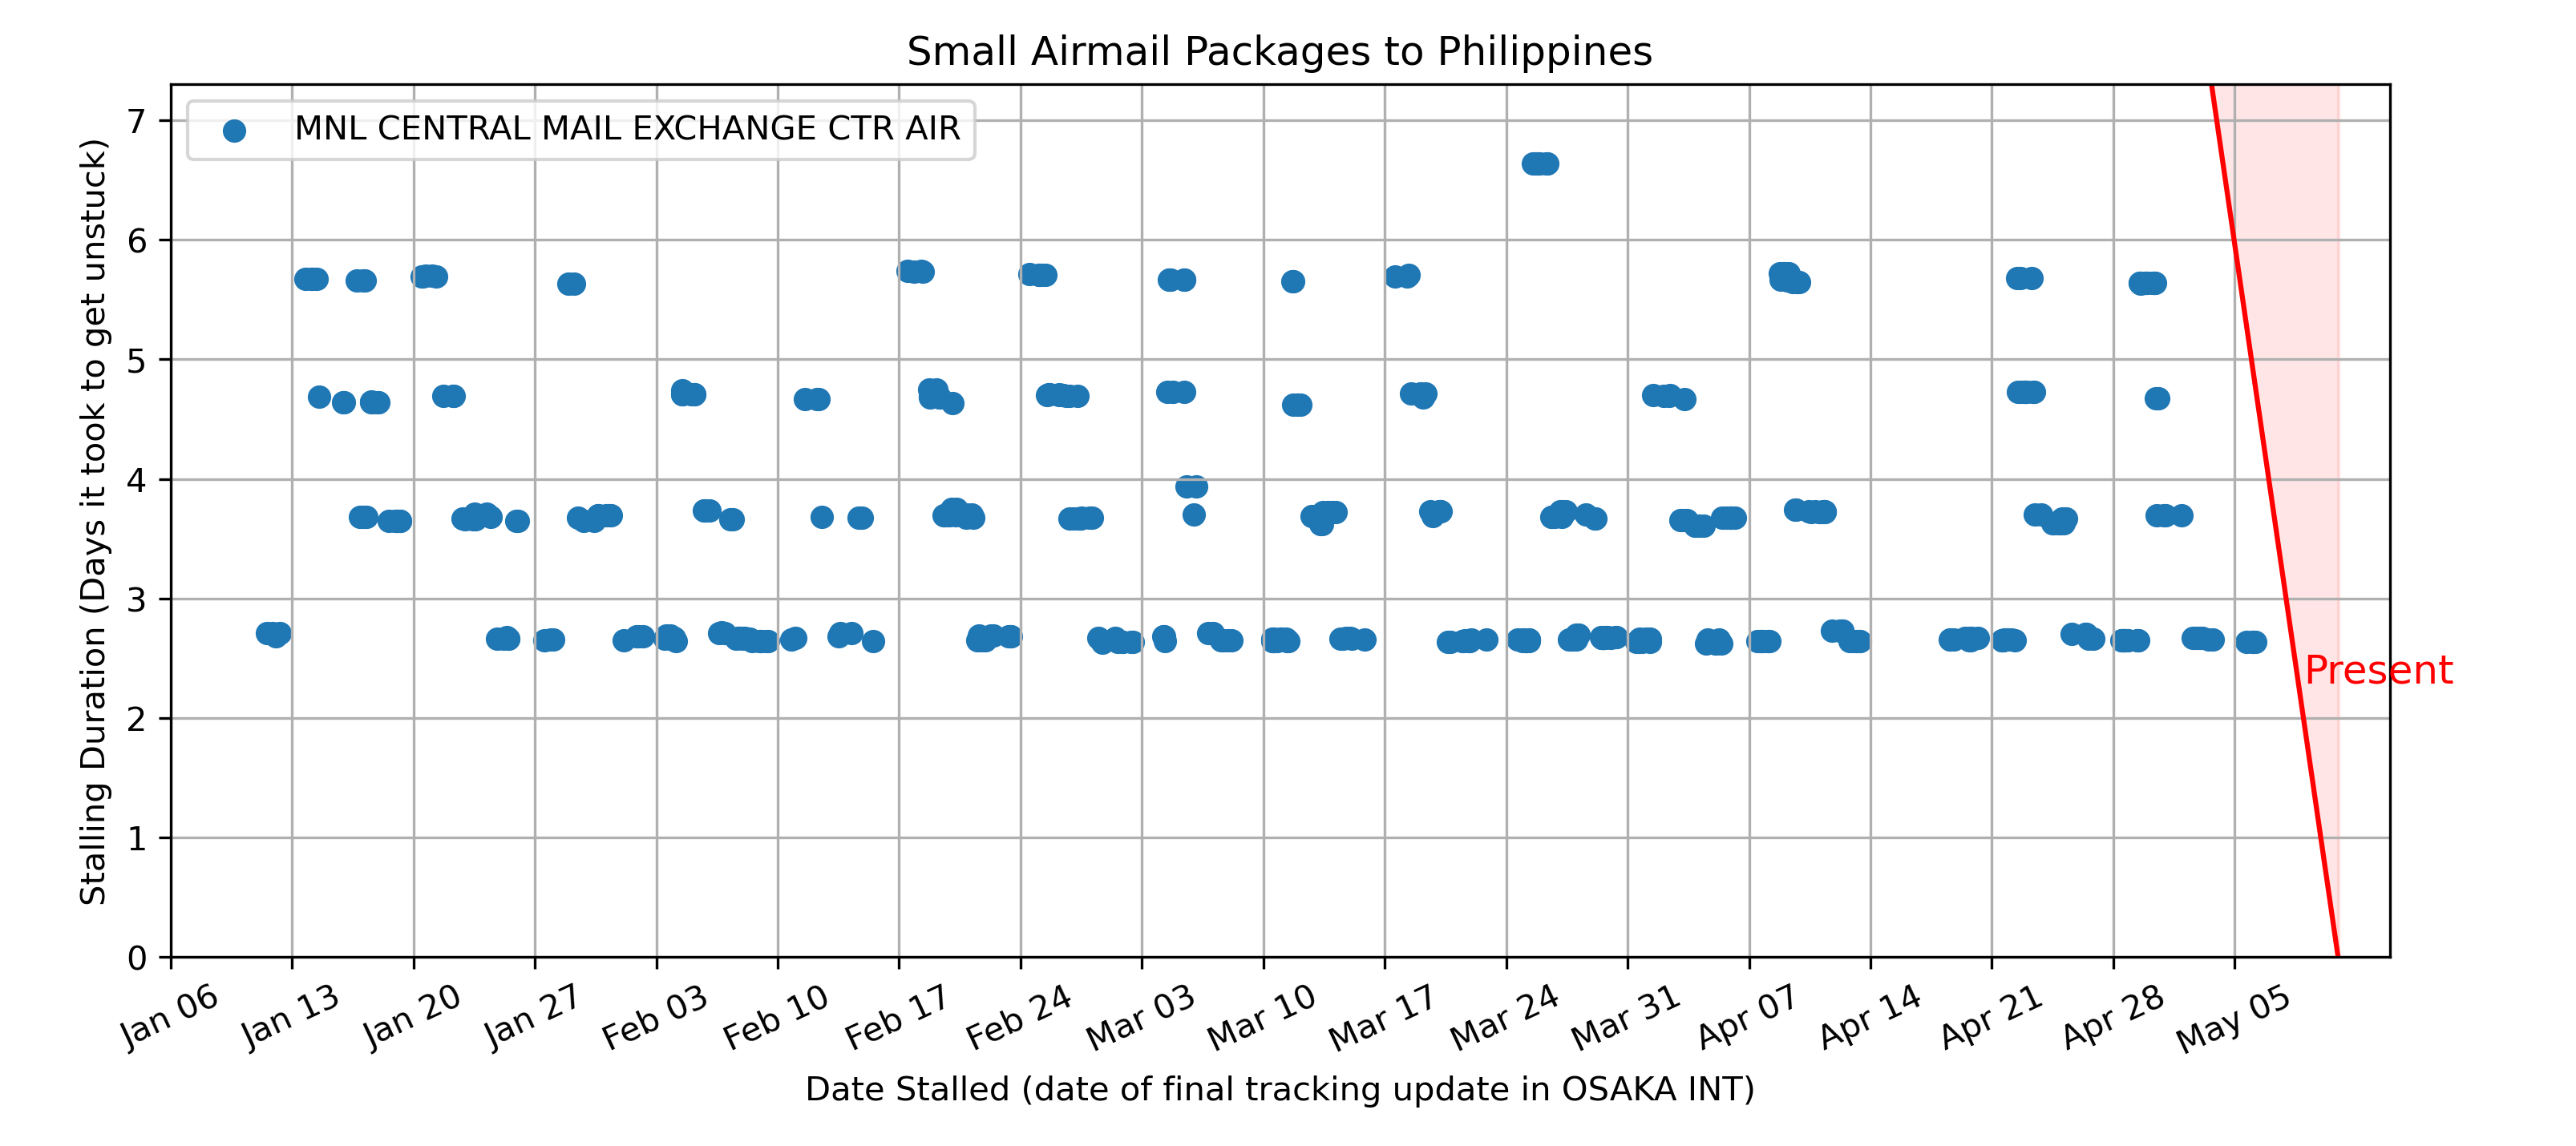 Small Airmail Packages to Philippines
MNL CENTRAL MAIL EXCHANGE CTR AIR
Stalling Duration (Days it took to get unstuck)
7
6
5
4
3
2
1
0
Present
Jan 06
Jan 13
Jan 20
Jan 27
Feb 03
Feb 10
Feb 17
Feb 24
Mar 03
Mar 10
Mar 17
Mar 24
Mar 31
Apr 07
Apr 14
Apr 21
Apr 28
May 05
Date Stalled (date of final tracking update in OSAKA INT)